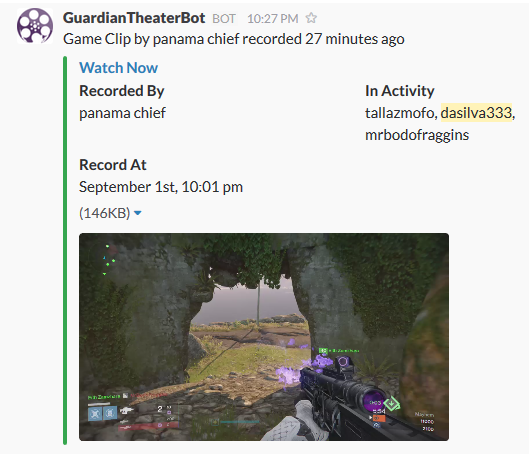 GuardianTheaterBot BOT 10:27 PM
Game Clip by panama chief recorded 27 minutes ago
Watch Now
Recorded By
panama chief
In Activity
tallazmofo, dasilva333,
mrbodofraggins
Record At
September 1st, 10:01 pm
(146KB)
2